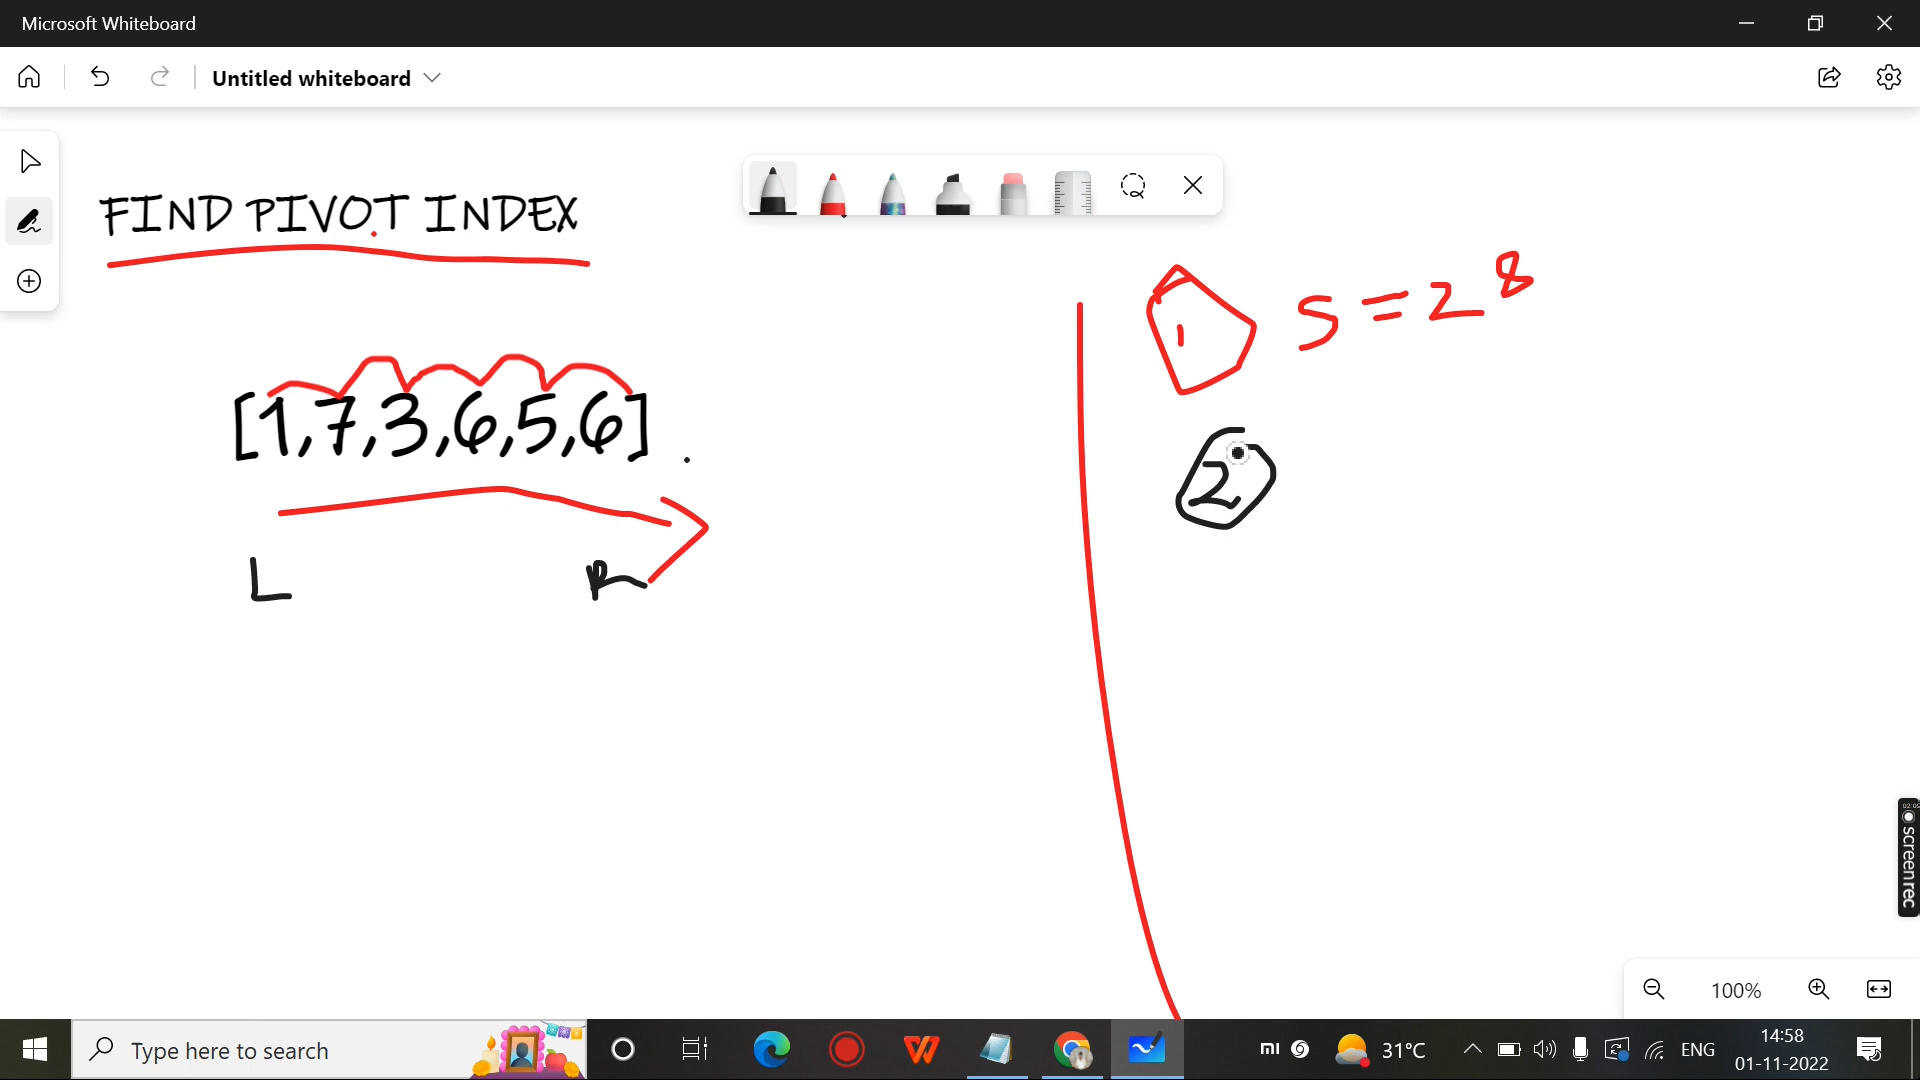 Microsoft Whiteboard
Untitled whiteboard
FIND PIVOT INDEX
[1,7,3,6,5,6].
L R
1 S = 28
2
screenrec
100%
Type here to search
31°C
ENG
14:58
01-11-2022